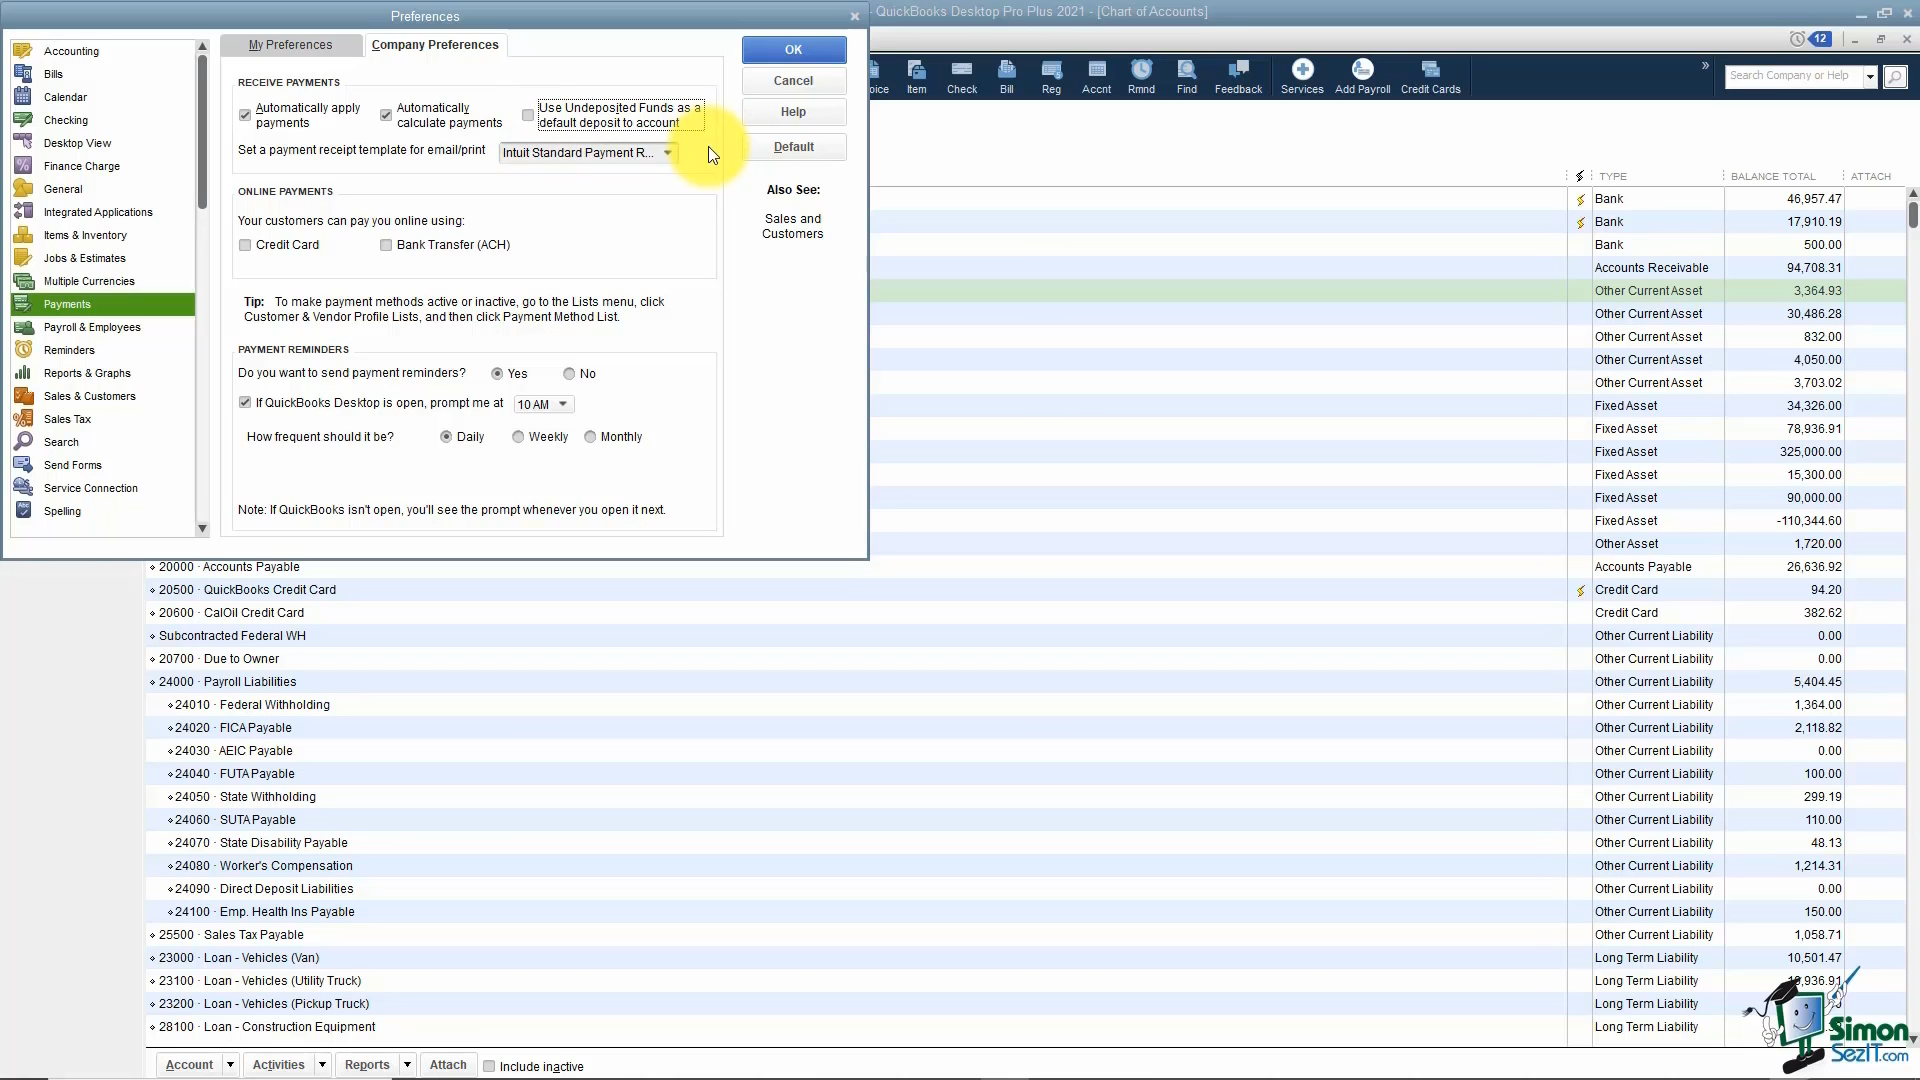 Preferences
- QuickBooks Desktop Pro Plus 2021 - [Chart of Accounts]
12
Accounting
Bills
Calendar
Checking
Desktop View
Finance Charge
General
Integrated Applications
Items & Inventory
Jobs & Estimates
Multiple Currencies
Payments
Payroll & Employees
Reminders
Reports & Graphs
Sales & Customers
Sales Tax
Search
Send Forms
Service Connection
Spelling
My Preferences
Company Preferences
RECEIVE PAYMENTS
Automatically apply
payments
Automatically
calculate payments
Use Undeposited Funds as a
default deposit to account
Set a payment receipt template for email/print
Intuit Standard Payment R...
ONLINE PAYMENTS
Your customers can pay you online using:
Credit Card
Bank Transfer (ACH)
Tip: To make payment methods active or inactive, go to the Lists menu, click
Customer & Vendor Profile Lists, and then click Payment Method List.
PAYMENT REMINDERS
Do you want to send payment reminders?
Yes
No
If QuickBooks Desktop is open, prompt me at
10 AM
How frequent should it be?
Daily
Weekly
Monthly
Note: If QuickBooks isn't open, you'll see the prompt whenever you open it next.
OK
Cancel
Help
Default
Also See:
Sales and
Customers
oice
Item
Check
Bill
Reg
Accnt
Rmnd
Find
Feedback
Services
Add Payroll
Credit Cards
»
Search Company or Help
TYPE
BALANCE TOTAL
ATTACH
Bank 46,957.47
Bank 17,910.19
Bank 500.00
Accounts Receivable 94,708.31
Other Current Asset 3,364.93
Other Current Asset 30,486.28
Other Current Asset 832.00
Other Current Asset 4,050.00
Other Current Asset 3,703.02
Fixed Asset 34,326.00
Fixed Asset 78,936.91
Fixed Asset 325,000.00
Fixed Asset 15,300.00
Fixed Asset 90,000.00
Fixed Asset -110,344.60
Other Asset 1,720.00
20000 · Accounts Payable Accounts Payable 26,636.92
20500 · QuickBooks Credit Card Credit Card 94.20
20600 · CalOil Credit Card Credit Card 382.62
Subcontracted Federal WH Other Current Liability 0.00
20700 · Due to Owner Other Current Liability 0.00
24000 · Payroll Liabilities Other Current Liability 5,404.45
24010 · Federal Withholding Other Current Liability 1,364.00
24020 · FICA Payable Other Current Liability 2,118.82
24030 · AEIC Payable Other Current Liability 0.00
24040 · FUTA Payable Other Current Liability 100.00
24050 · State Withholding Other Current Liability 299.19
24060 · SUTA Payable Other Current Liability 110.00
24070 · State Disability Payable Other Current Liability 48.13
24080 · Worker's Compensation Other Current Liability 1,214.31
24090 · Direct Deposit Liabilities Other Current Liability 0.00
24100 · Emp. Health Ins Payable Other Current Liability 150.00
25500 · Sales Tax Payable Other Current Liability 1,058.71
23000 · Loan - Vehicles (Van) Long Term Liability 10,501.47
23100 · Loan - Vehicles (Utility Truck) Long Term Liability
23200 · Loan - Vehicles (Pickup Truck) Long Term Liability
28100 · Loan - Construction Equipment Long Term Liability
Account
Activities
Reports
Attach
Include inactive
Simon
SezIT.com